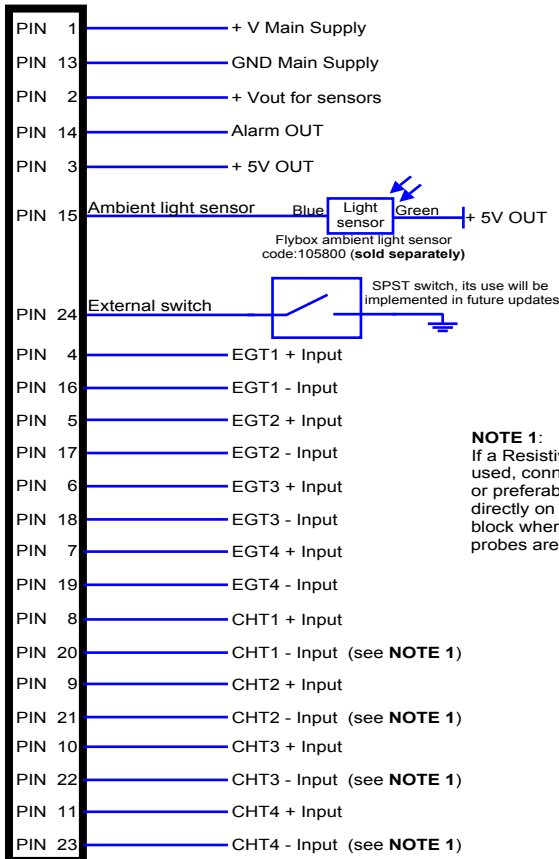 PIN 1 + V Main Supply
PIN 13 GND Main Supply
PIN 2 + Vout for sensors
PIN 14 Alarm OUT
PIN 3 + 5V OUT
PIN 15 Ambient light sensor Blue Light sensor Green + 5V OUT
Flybox ambient light sensor
code:105800 (sold separately)
SPST switch, its use will be
implemented in future updates
PIN 24 External switch
PIN 4 EGT1 + Input
PIN 16 EGT1 - Input
PIN 5 EGT2 + Input
PIN 17 EGT2 - Input
PIN 6 EGT3 + Input
PIN 18 EGT3 - Input
PIN 7 EGT4 + Input
PIN 19 EGT4 - Input
PIN 8 CHT1 + Input
PIN 20 CHT1 - Input (see NOTE 1)
PIN 9 CHT2 + Input
PIN 21 CHT2 - Input (see NOTE 1)
PIN 10 CHT3 + Input
PIN 22 CHT3 - Input (see NOTE 1)
PIN 11 CHT4 + Input
PIN 23 CHT4 - Input (see NOTE 1)
NOTE 1:
If a
used,
or
directly on
block
probes are